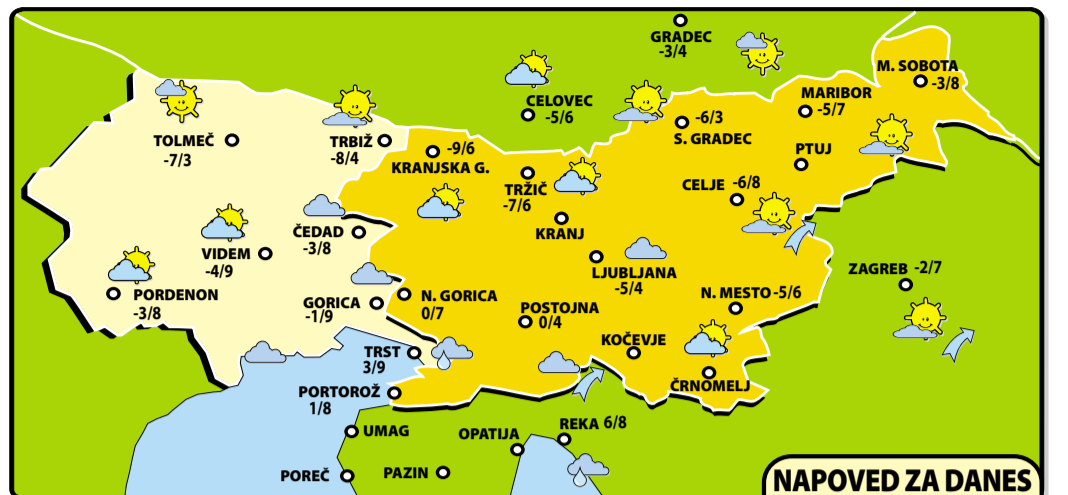 GRADEC
-3/4
M. SOBOTA
-3/8
MARIBOR
-5/7
CELOVEC
-5/6
-6/3
S. GRADEC
TOLMEČ
-7/3
TRBIŽ
-8/4
-9/6
KRANJSKA G.
PTUJ
TRŽIČ
-7/6
CELJE -6/8
KRANJ
ČEDAD
-3/8
VIDEM
-4/9
LJUBLJANA
-5/4
ZAGREB -2/7
PORDENON
-3/8
GORICA
-1/9
N. GORICA
0/7
N. MESTO -5/6
POSTOJNA
0/4
KOČEVJE
TRST
3/9
ČRNOMELJ
PORTOROŽ
1/8
UMAG
OPATIJA
REKA 6/8
POREČ
PAZIN
NAPOVED ZA DANES